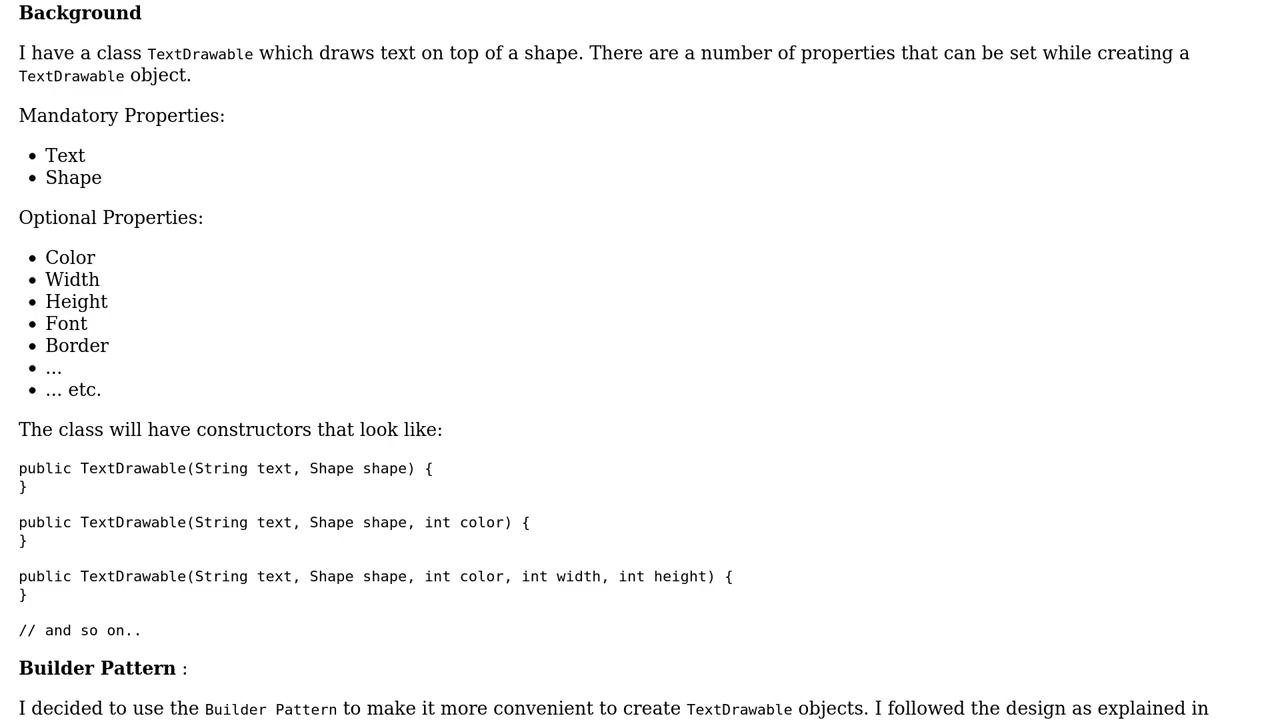 Background
I have a class TextDrawable which draws text on top of a shape. There are a number of properties that can be set while creating a
TextDrawable object.
Mandatory Properties:
• Text
• Shape
Optional Properties:
• Color
• Width
• Height
• Font
• Border
• ...
• ... etc.
The class will have constructors that look like:
public TextDrawable(String text, Shape shape) {
}
public TextDrawable(String text, Shape shape, int color) {
}
public TextDrawable(String text, Shape shape, int color, int width, int height) {
}
// and so on..
Builder Pattern :
I decided to use the Builder Pattern to make it more convenient to create TextDrawable objects. I followed the design as explained in